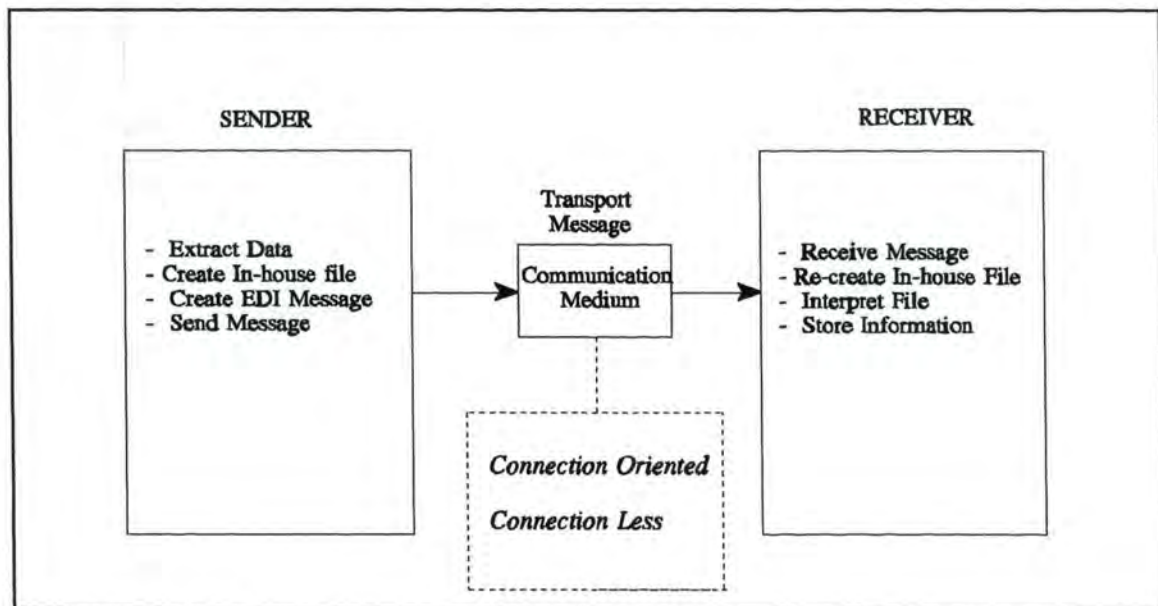 SENDER
- Extract Data
- Create In-house file
- Create EDI Message
- Send Message
Transport
Message
Communication
Medium
Connection Oriented
Connection Less
RECEIVER
- Receive Message
- Re-create In-house File
- Interpret File
- Store Information